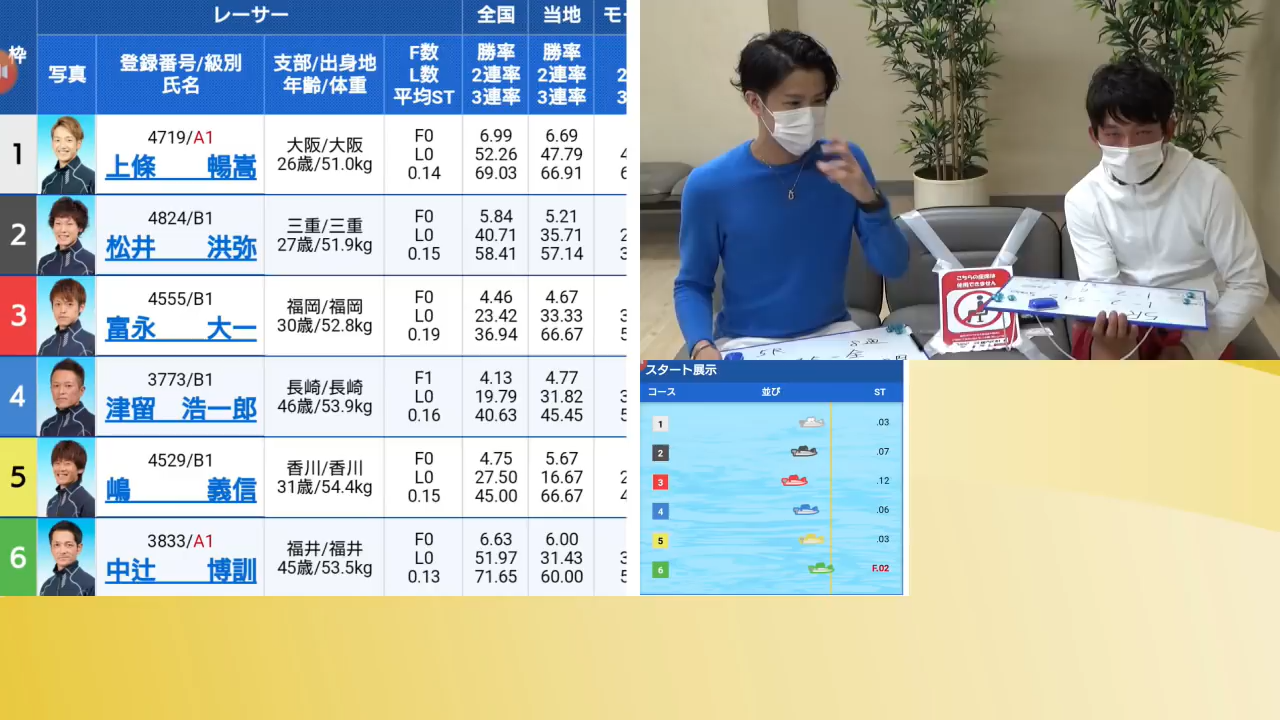 レーサー 全国 当地 モー
枠 写真 登録番号/級別 氏名 支部/出身地 年齢/体重 F数 L数 平均ST 勝率 2連率 3連率 勝率 2連率 3連率
1 4719/A1 上條 暢嵩 大阪/大阪 26歳/51.0kg F0 L0 0.14 6.99 52.26 69.03 6.69 47.79 66.91
2 4824/B1 松井 洪弥 三重/三重 27歳/51.9kg F0 L0 0.15 5.84 40.71 58.41 5.21 35.71 57.14
3 4555/B1 富永 大一 福岡/福岡 30歳/52.8kg F0 L0 0.19 4.46 23.42 36.94 4.67 33.33 66.67
4 3773/B1 津留 浩一郎 長崎/長崎 46歳/53.9kg F1 L0 0.16 4.13 19.79 40.63 4.77 31.82 45.45
5 4529/B1 嶋 義信 香川/香川 31歳/54.4kg F0 L0 0.15 4.75 27.50 45.00 5.67 16.67 66.67
6 3833/A1 中辻 博訓 福井/福井 45歳/53.5kg F0 L0 0.13 6.63 51.97 71.65 6.00 31.43 60.00
こちらの座席は
使用できません
5K
スタート展示
コース 並び ST
1 .03
2 .07
3 .12
4 .06
5 .03
6 F.02